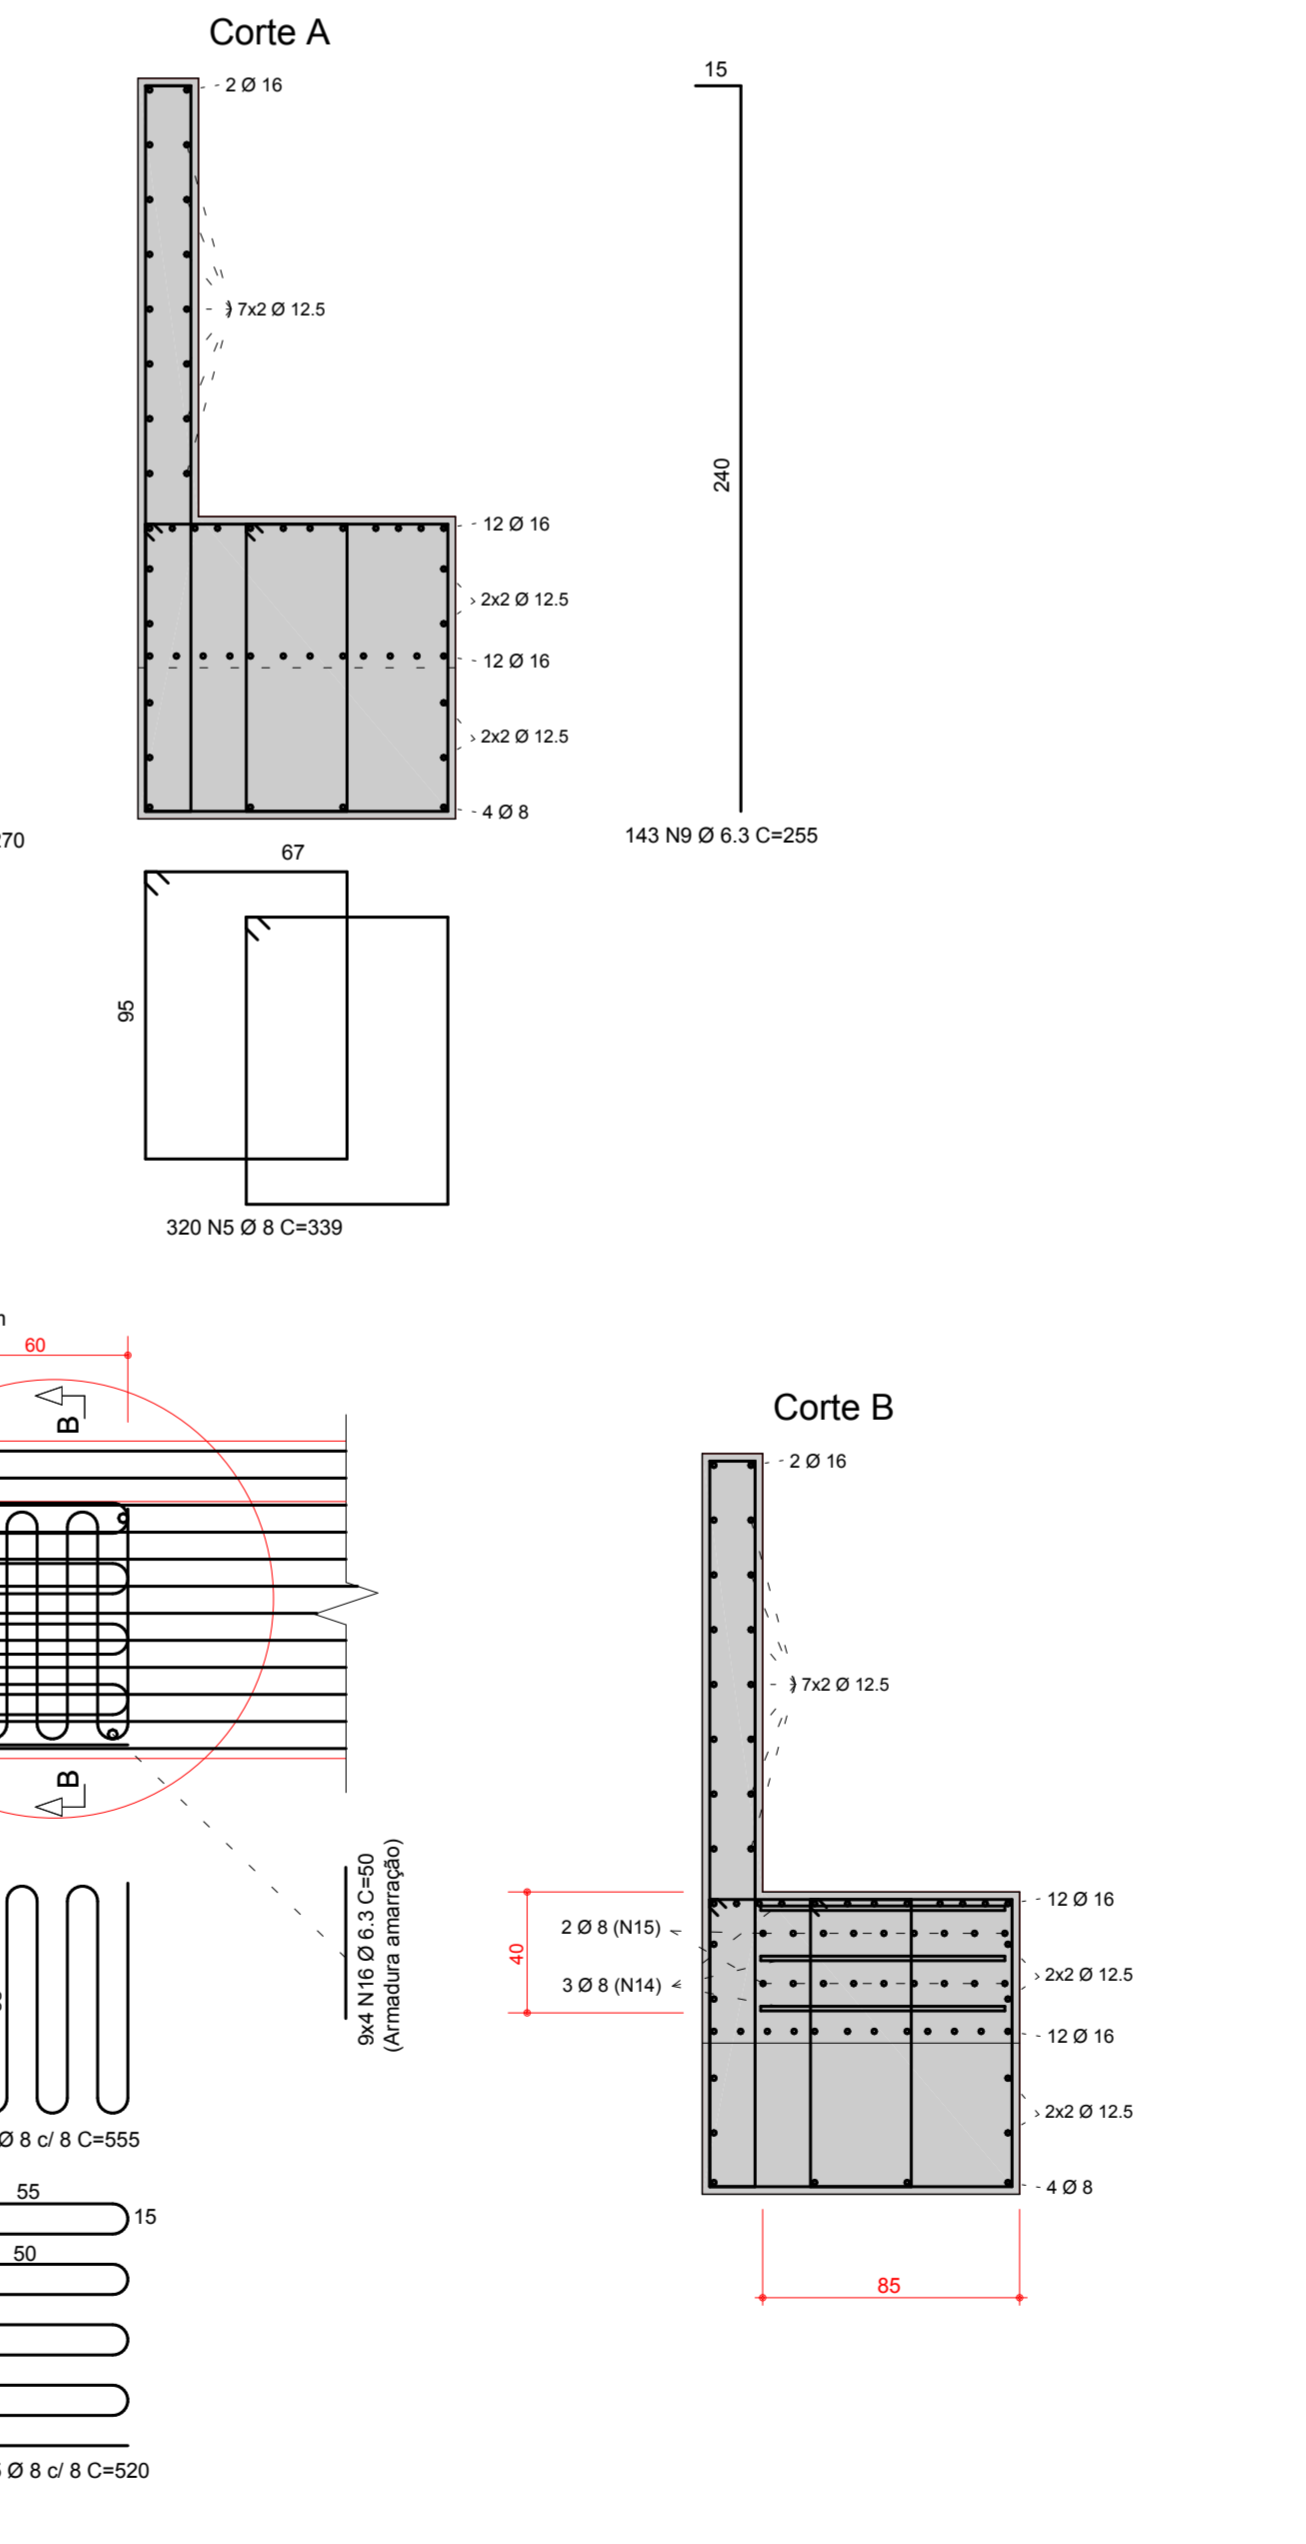 Corte A
2 Ø 16
15
7x2 Ø 12.5
240
12 Ø 16
2x2 Ø 12.5
12 Ø 16
2x2 Ø 12.5
4 Ø 8
143 N9 Ø 6.3 C=255
270
67
95
320 N5 Ø 8 C=339
60
B
B
9x4 N16 Ø 6.3 C=50
(Armadura amarração)
Ø 8 c/ 8 C=555
55
15
50
Ø 8 c/ 8 C=520
Corte B
2 Ø 16
7x2 Ø 12.5
12 Ø 16
2 Ø 8 (N15)
40
2x2 Ø 12.5
3 Ø 8 (N14)
12 Ø 16
2x2 Ø 12.5
4 Ø 8
85